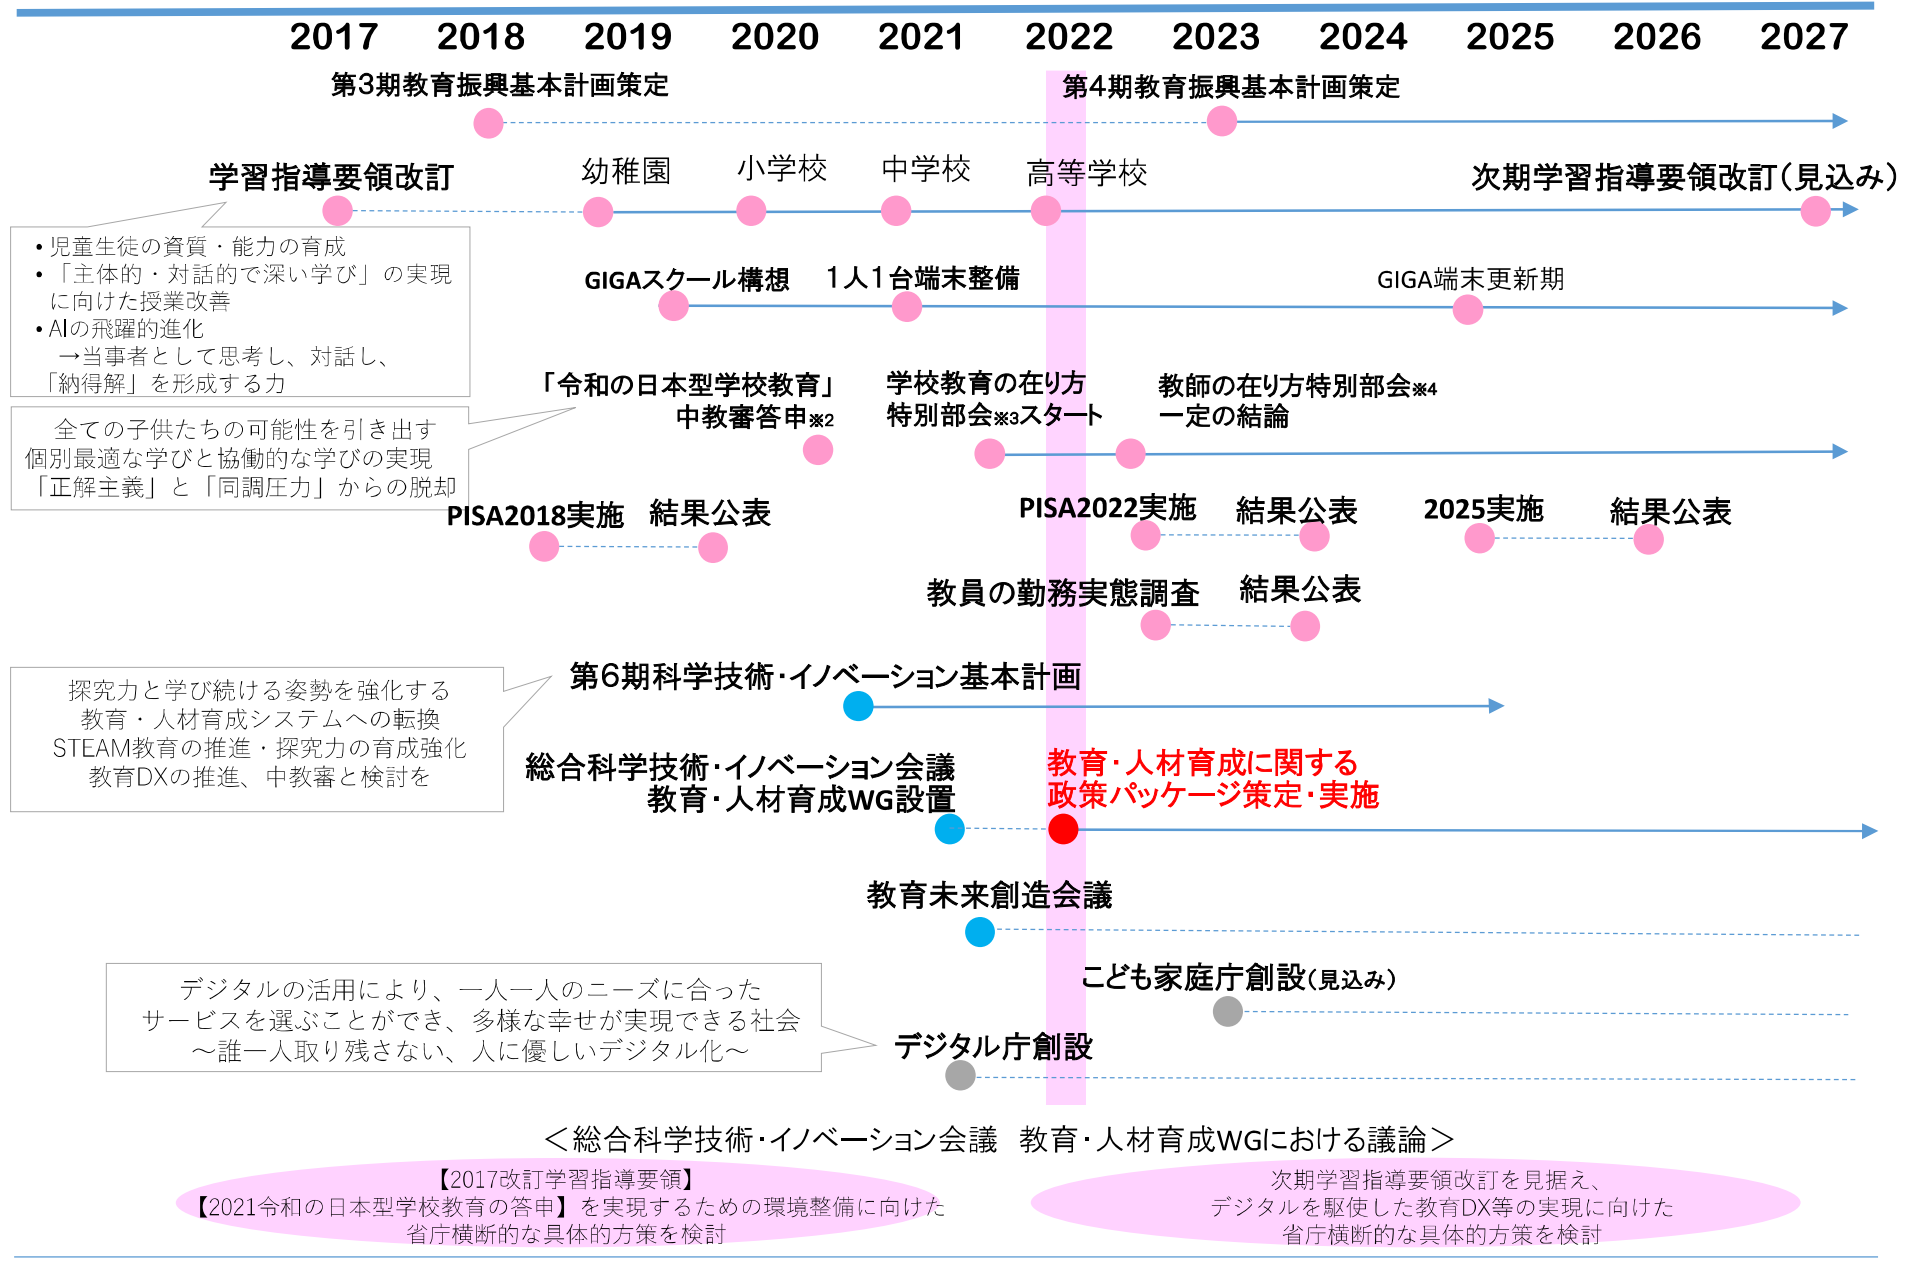 2017 2018 2019 2020 2021 2022 2023 2024 2025 2026 2027
第3期教育振興基本計画策定
第4期教育振興基本計画策定
学習指導要領改訂
幼稚園
小学校
中学校
高等学校
次期学習指導要領改訂(見込み)
• 児童生徒の資質・能力の育成
• 「主体的・対話的で深い学び」の実現
に向けた授業改善
• AIの飛躍的進化
→当事者として思考し、対話し、
「納得解」を形成する力
GIGAスクール構想
1人1台端末整備
GIGA端末更新期
「令和の日本型学校教育」
中教審答申※2
学校教育の在り方
特別部会※3スタート
教師の在り方特別部会※4
一定の結論
全ての子供たちの可能性を引き出す
個別最適な学びと協働的な学びの実現
「正解主義」と「同調圧力」からの脱却
PISA2018実施
結果公表
PISA2022実施
結果公表
2025実施
結果公表
教員の勤務実態調査
結果公表
第6期科学技術・イノベーション基本計画
探究力と学び続ける姿勢を強化する
教育・人材育成システムへの転換
STEAM教育の推進・探究力の育成強化
教育DXの推進、中教審と検討を
総合科学技術・イノベーション会議
教育・人材育成WG設置
教育・人材育成に関する
政策パッケージ策定・実施
教育未来創造会議
こども家庭庁創設(見込み)
デジタルの活用により、一人一人のニーズに合った
サービスを選ぶことができ、多様な幸せが実現できる社会
～誰一人取り残さない、人に優しいデジタル化～
デジタル庁創設
＜総合科学技術・イノベーション会議 教育・人材育成WGにおける議論＞
【2017改訂学習指導要領】
【2021令和の日本型学校教育の答申】を実現するための環境整備に向けた
省庁横断的な具体的方策を検討
次期学習指導要領改訂を見据え、
デジタルを駆使した教育DX等の実現に向けた
省庁横断的な具体的方策を検討